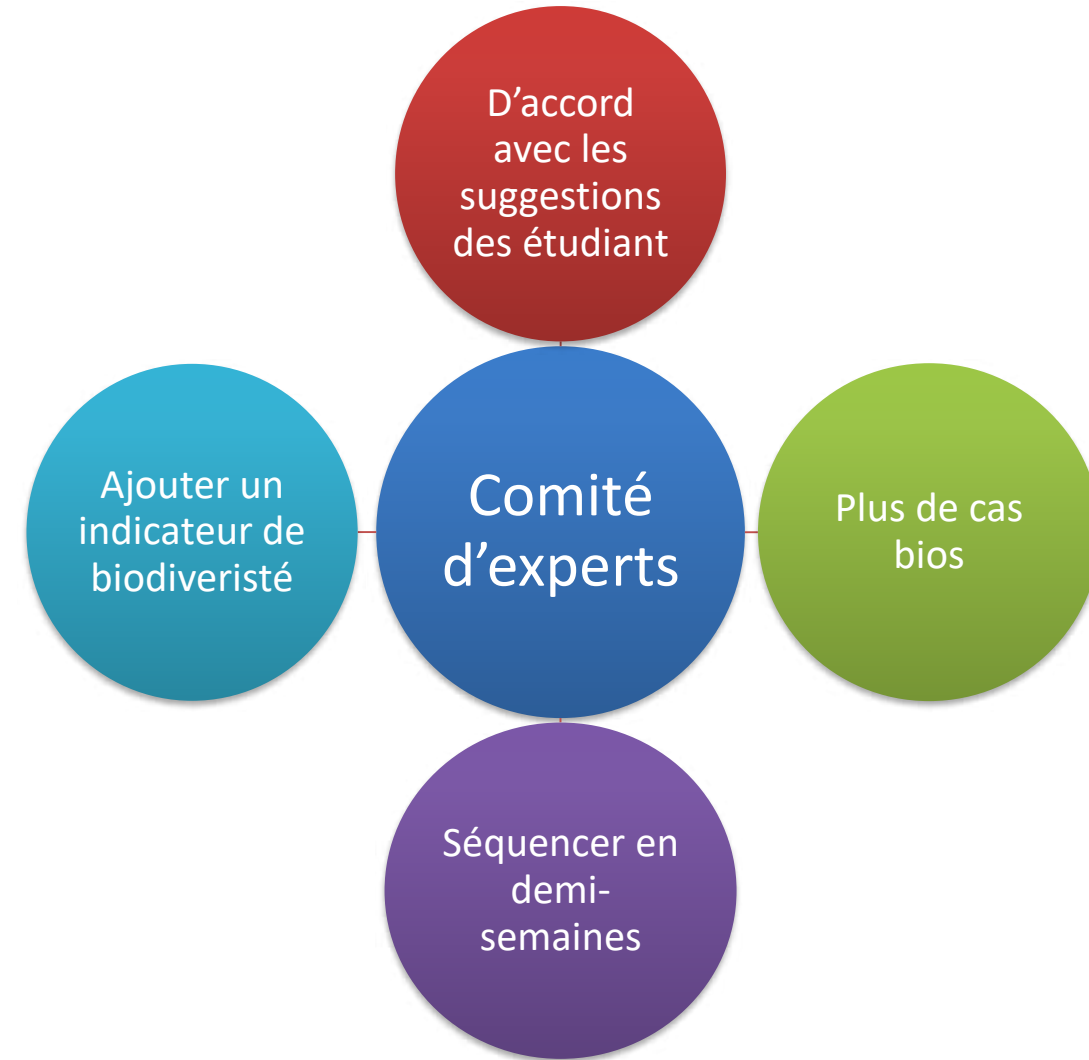 D’accord
avec les
suggestions
des étudiant
Ajouter un
indicateur de
biodiveristé
Comité
d’experts
Plus de cas
bios
Séquencer en
demi-
semaines